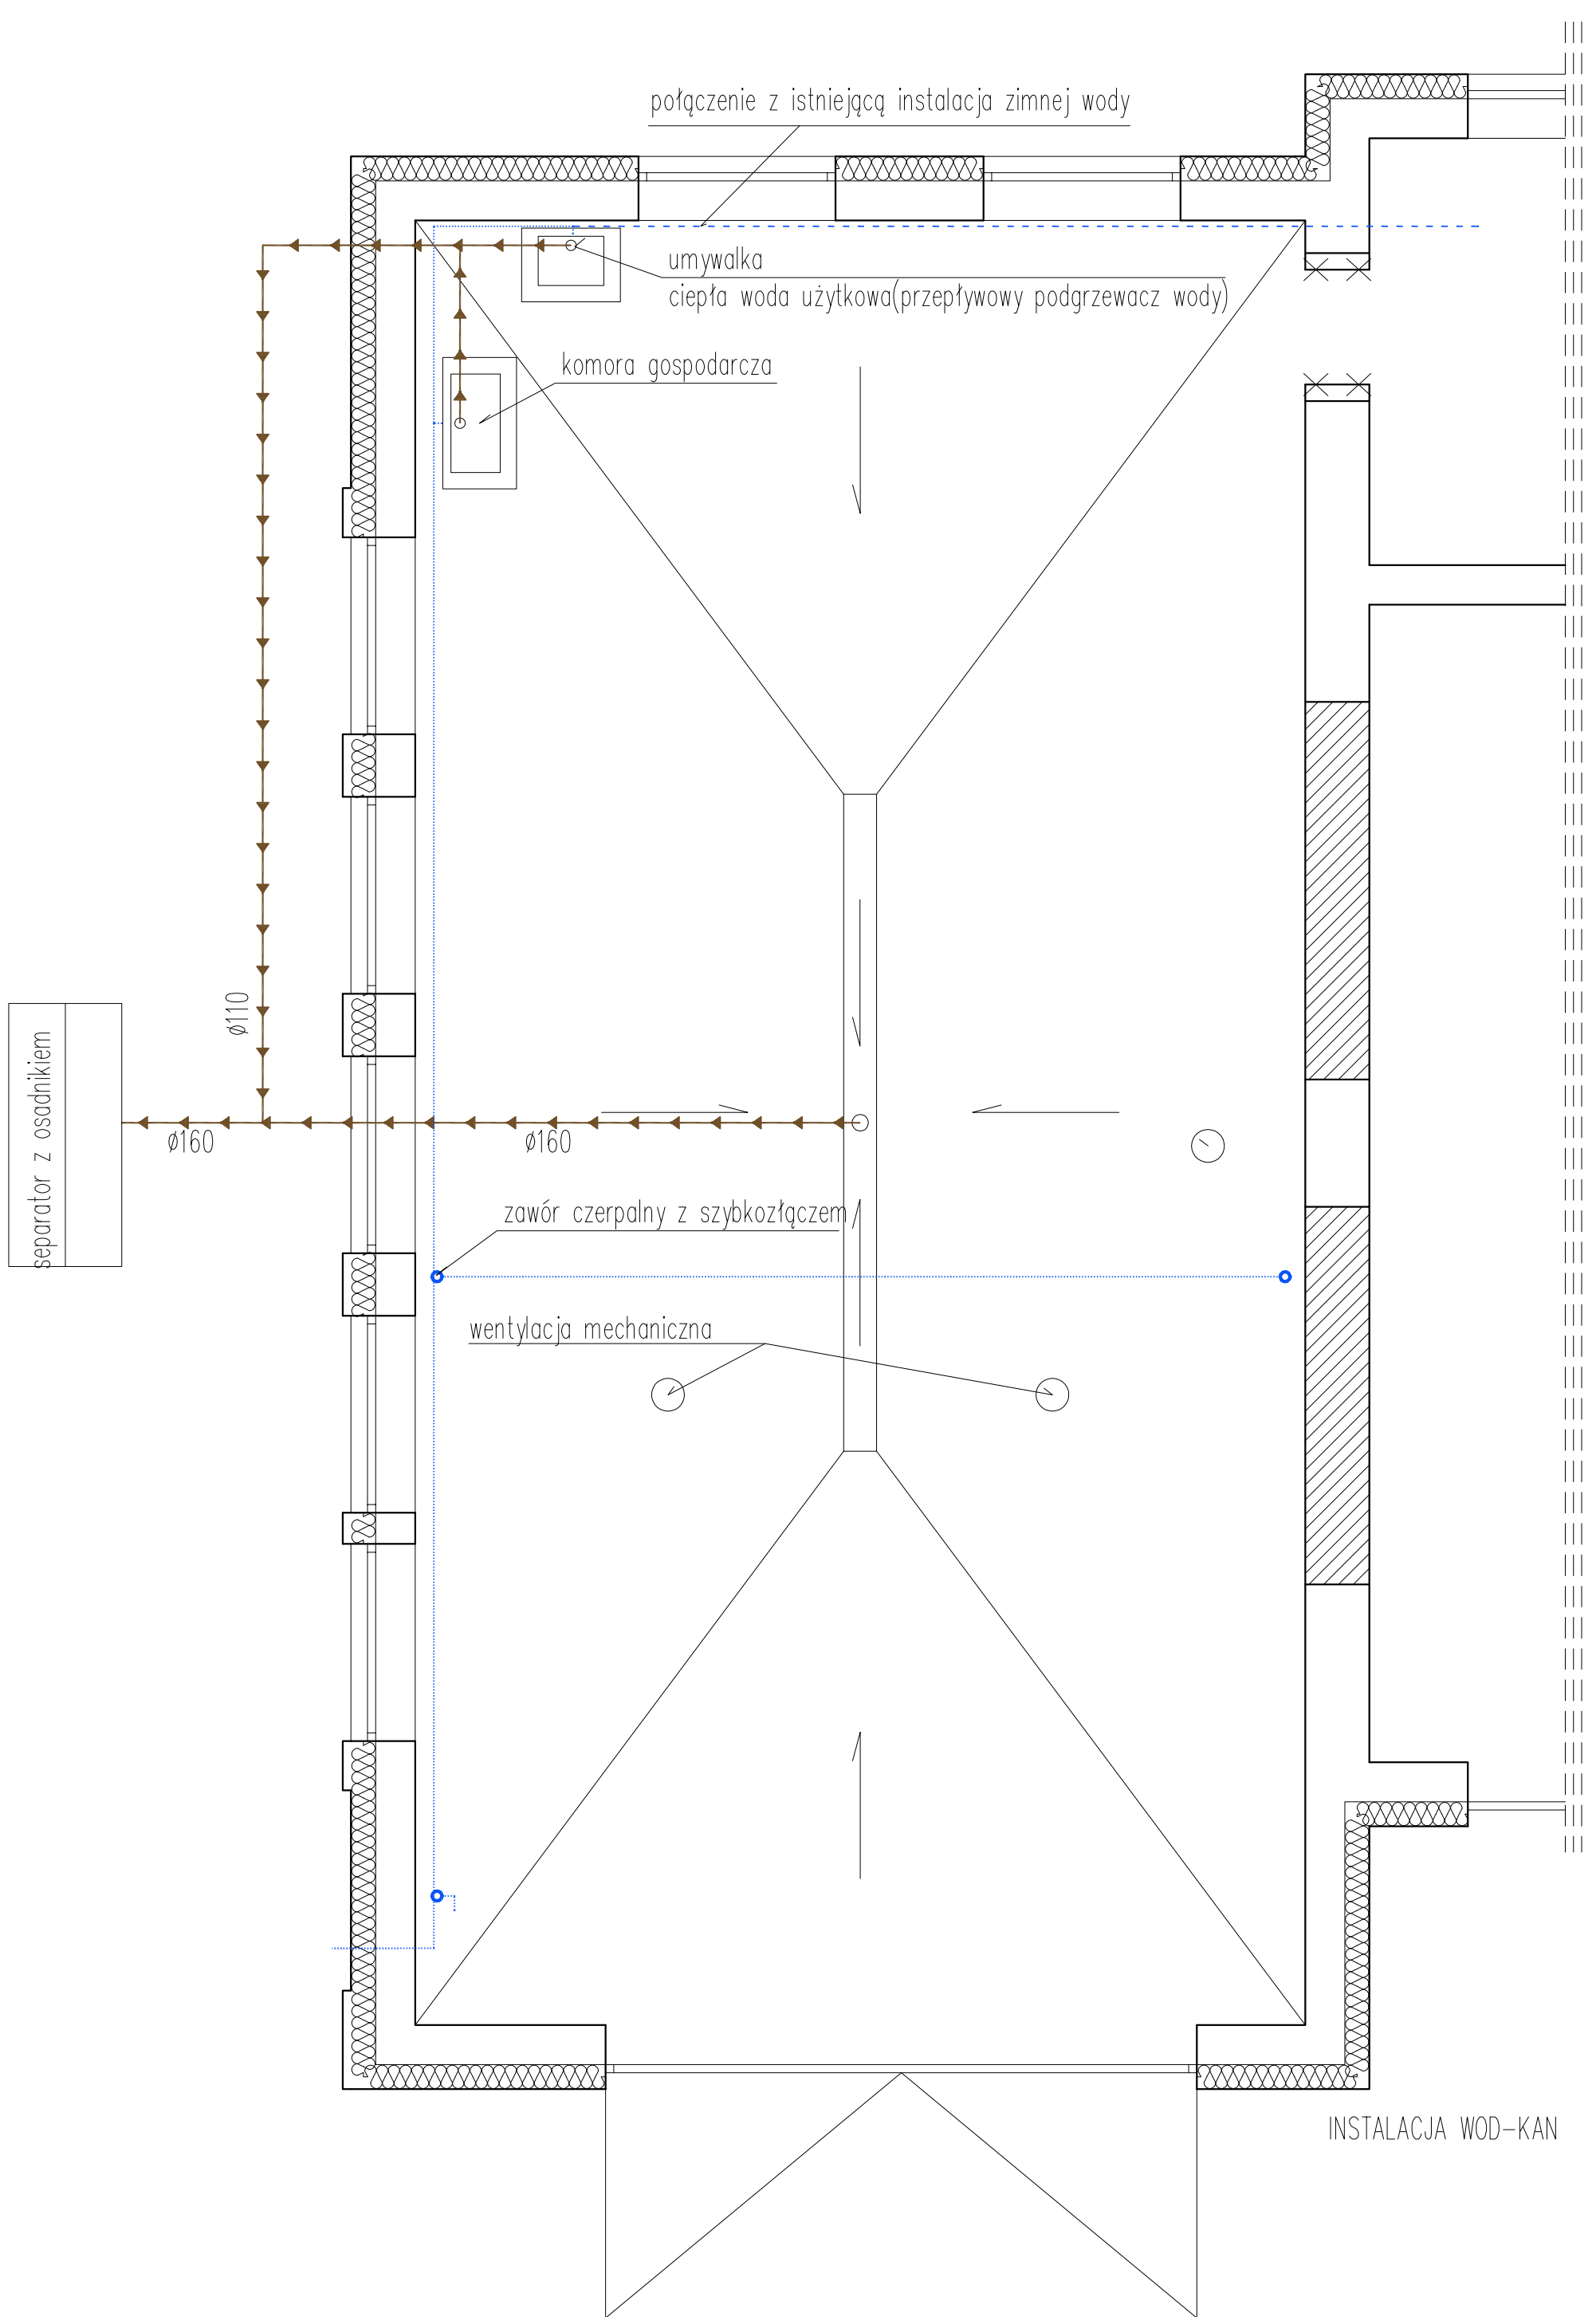 połączenie z istniejącą instalacja zimnej wody
umywalka
ciepła woda użytkowa(przepływowy podgrzewacz wody)
komora gospodarcza
ø110
separator z osadnikiem
ø160
ø160
zawór czerpalny z szybkozłączem
wentylacja mechaniczna
INSTALACJA WOD-KAN